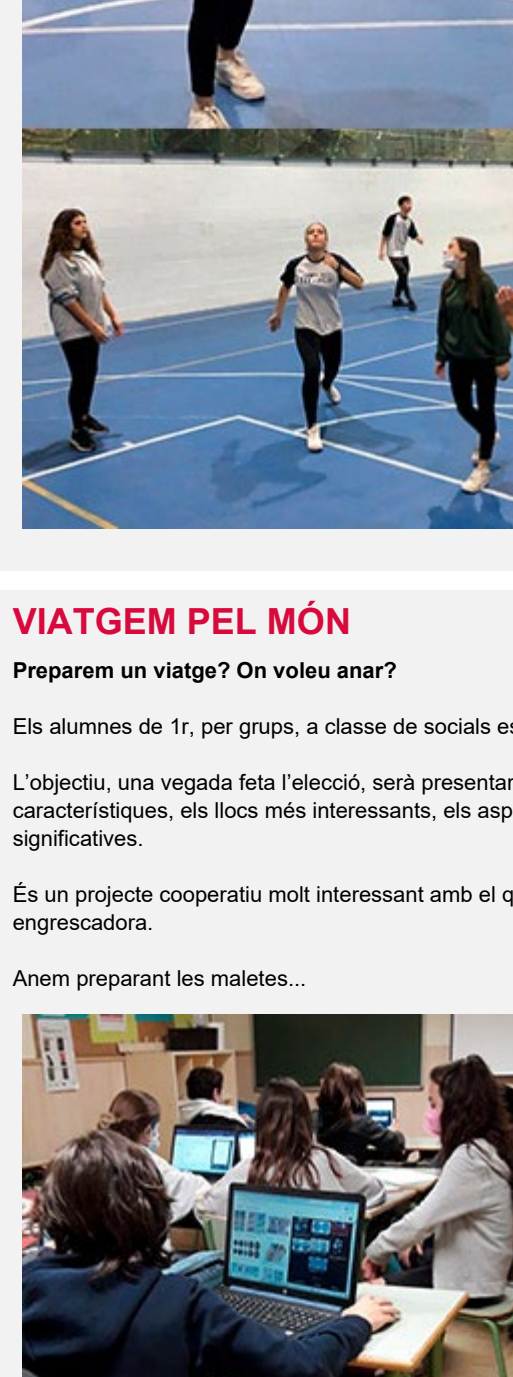 VIATGEM PEL MÓN
Preparem un viatge? On voleu anar?
Els alumnes de 1r, per grups, a classe de socials
L'objectiu, una vegada feta l'elecció, serà presentar
característiques, els llocs més interessants, els
significatives.
És un projecte cooperatiu molt interessant amb el
engrescadora.
Anem preparant les maletes...